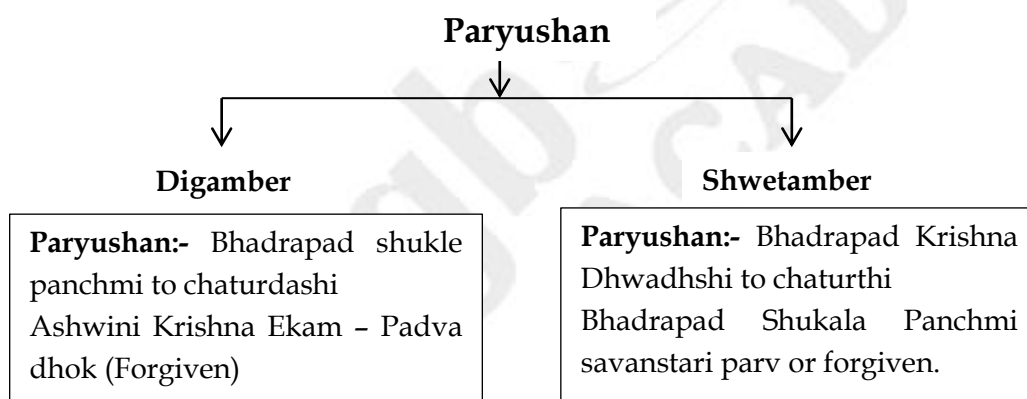 Paryushan
Digamber
Shwetamber
Paryushan:- Bhadrapad shukle
panchmi to chaturdashi
Ashwini Krishna Ekam – Padva
dhok (Forgiven)
Paryushan:- Bhadrapad Krishna
Dhwadhshi to chaturthi
Bhadrapad Shukala Panchmi
savanstari parv or forgiven.